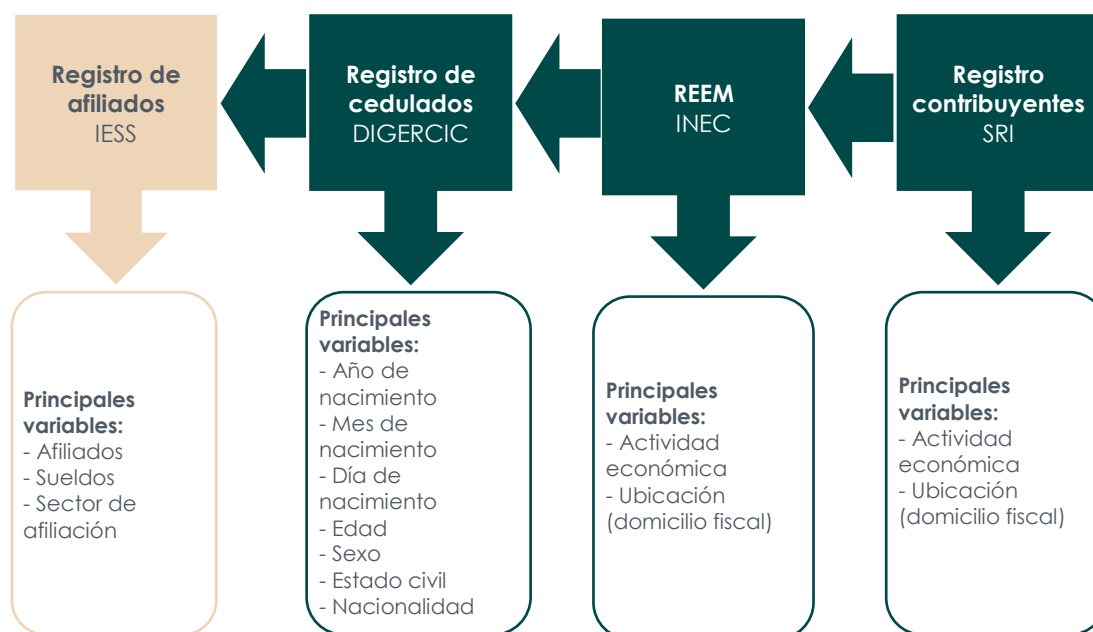 Registro de
afiliados
IESS
Registro de
cedulados
DIGERCIC
REEM
INEC
Registro
contribuyentes
SRI
Principales
variables:
- Afiliados
- Sueldos
- Sector de
afiliación
Principales
variables:
- Año de
nacimiento
- Mes de
nacimiento
- Día de
nacimiento
- Edad
- Sexo
- Estado civil
- Nacionalidad
Principales
variables:
- Actividad
económica
- Ubicación
(domicilio fiscal)
Principales
variables:
- Actividad
económica
- Ubicación
(domicilio fiscal)